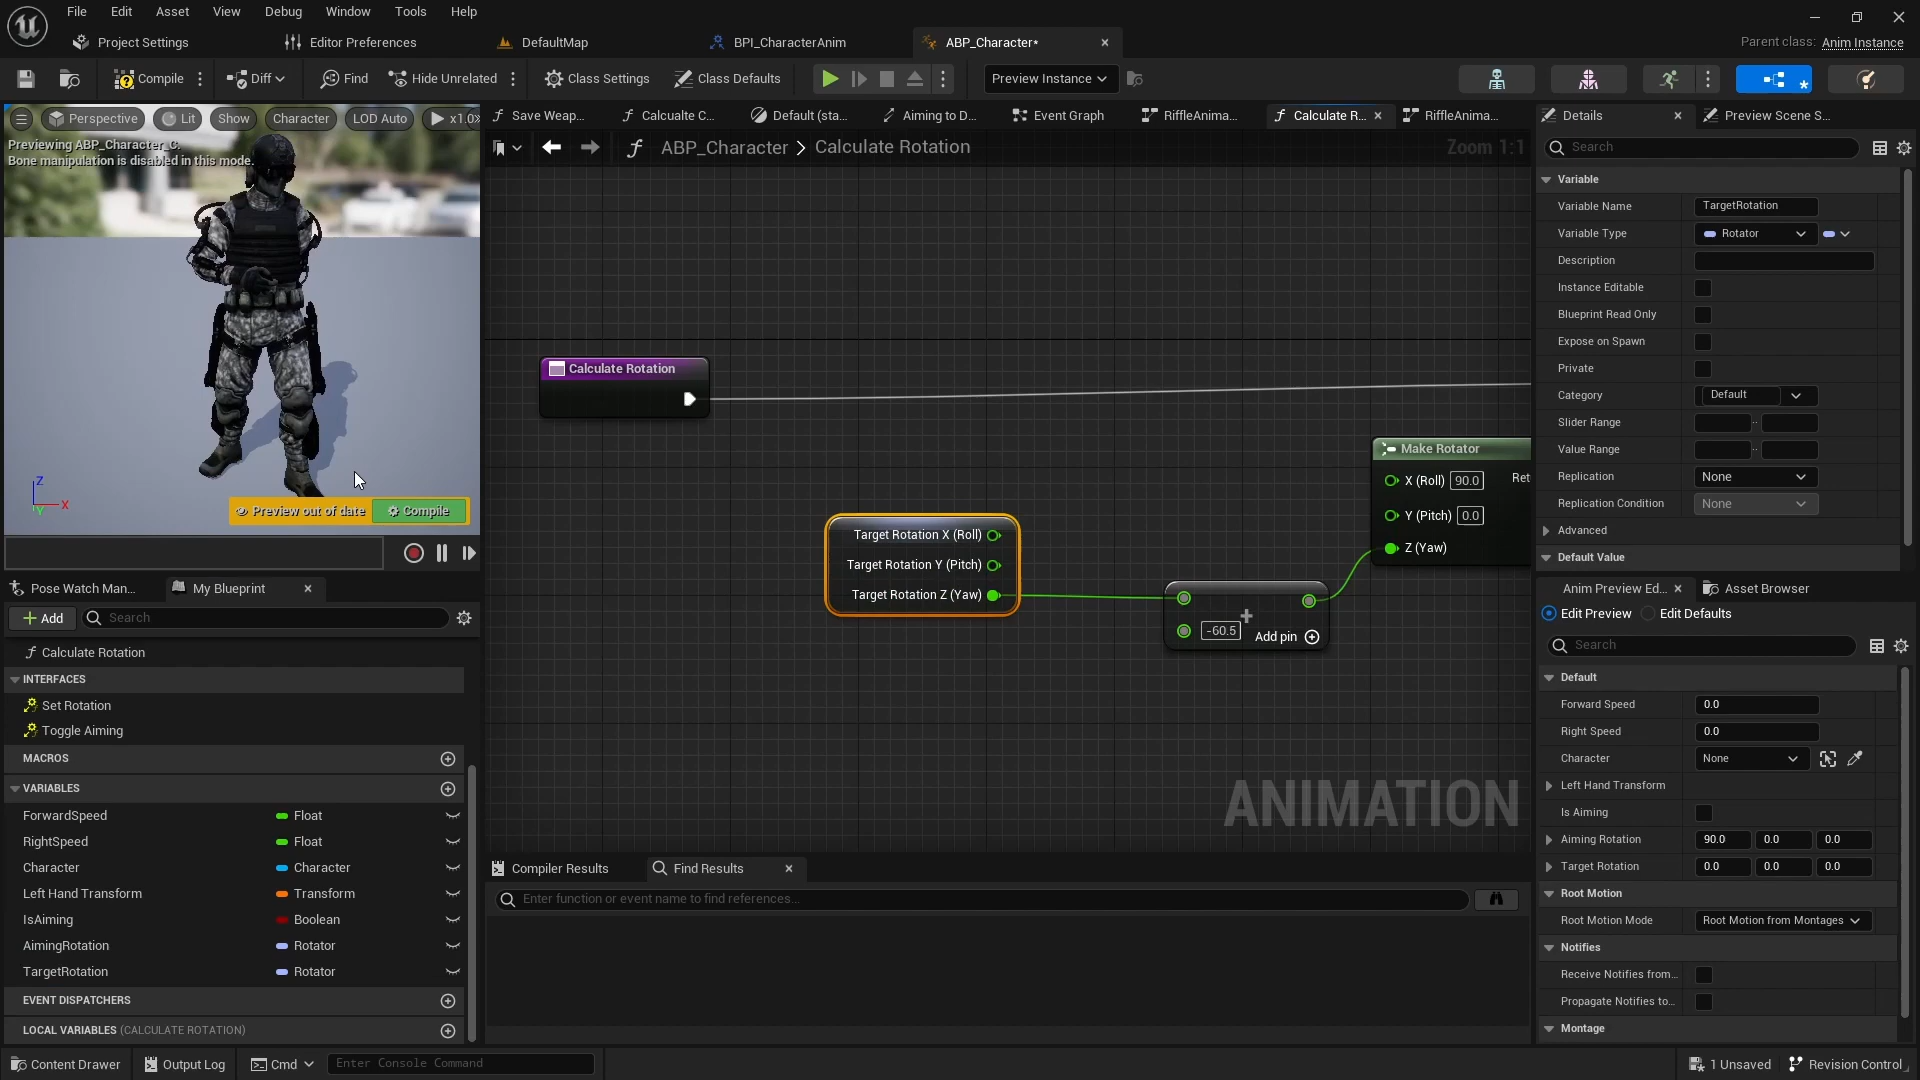 File Edit Asset View Debug Window Tools Help
Project Settings Editor Preferences DefaultMap BPI_CharacterAnim ABP_Character* Parent class: Anim Instance
Compile Diff Find Hide Unrelated Class Settings Class Defaults Preview Instance
Perspective Lit Show Character LOD Auto x1.0
Previewing ABP_Character_C.
Bone manipulation is disabled in this mode.
Z
X
Y
Preview out of date Compile
Save Weap... Calualte C... Default (sta... Aiming to D... Event Graph RiffleAnima... Calculate R... RiffleAnima...
ABP_Character > Calculate Rotation Zoom 1:1
Calculate Rotation
Target Rotation X (Roll)
Target Rotation Y (Pitch)
Target Rotation Z (Yaw)
-60.5 Add pin
Make Rotator
X (Roll) 90.0 Ret
Y (Pitch) 0.0
Z (Yaw)
ANIMATION
Compiler Results Find Results
Enter function or event name to find references...
Pose Watch Man... My Blueprint
Add Search
Calculate Rotation
INTERFACES
Set Rotation
Toggle Aiming
MACROS
VARIABLES
ForwardSpeed Float
RightSpeed Float
Character Character
Left Hand Transform Transform
IsAiming Boolean
AimingRotation Rotator
TargetRotation Rotator
EVENT DISPATCHERS
LOCAL VARIABLES (CALCULATE ROTATION)
Details Preview Scene S...
Search
Variable
Variable Name TargetRotation
Variable Type Rotator
Description
Instance Editable
Blueprint Read Only
Expose on Spawn
Private
Category Default
Slider Range
Value Range
Replication None
Replication Condition None
Advanced
Default Value
Anim Preview Ed... Asset Browser
Edit Preview Edit Defaults
Search
Default
Forward Speed 0.0
Right Speed 0.0
Character None
Left Hand Transform
Is Aiming
Aiming Rotation 90.0 0.0 0.0
Target Rotation 0.0 0.0 0.0
Root Motion
Root Motion Mode Root Motion from Montages
Notifies
Receive Notifies from...
Propagate Notifies to...
Montage
Content Drawer Output Log Cmd Enter Console Command 1 Unsaved Revision Control